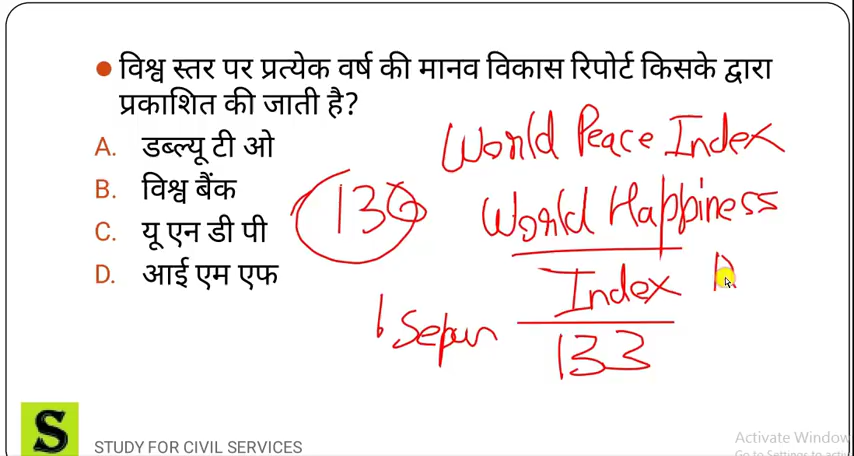 विश्व स्तर पर प्रत्येक वर्ष की मानव विकास रिपोर्ट किसके द्वारा
प्रकाशित की जाती है?
A. डब्ल्यू टी ओ
B. विश्व बैंक
C. यू एन डी पी
D. आई एम एफ
World Peace Index
130
World Happiness
Index
133
S
STUDY FOR CIVIL SERVICES
Activate Window